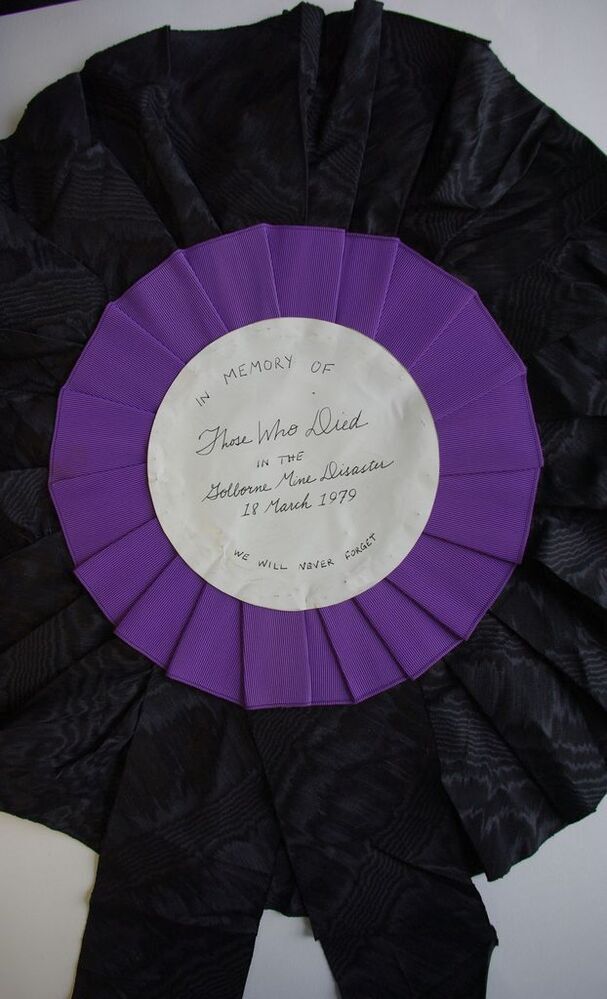 IN MEMORY OF
Those Who Died
IN THE
Golborne Mine Disaster
18 March 1979
WE WILL NEVER FORGET